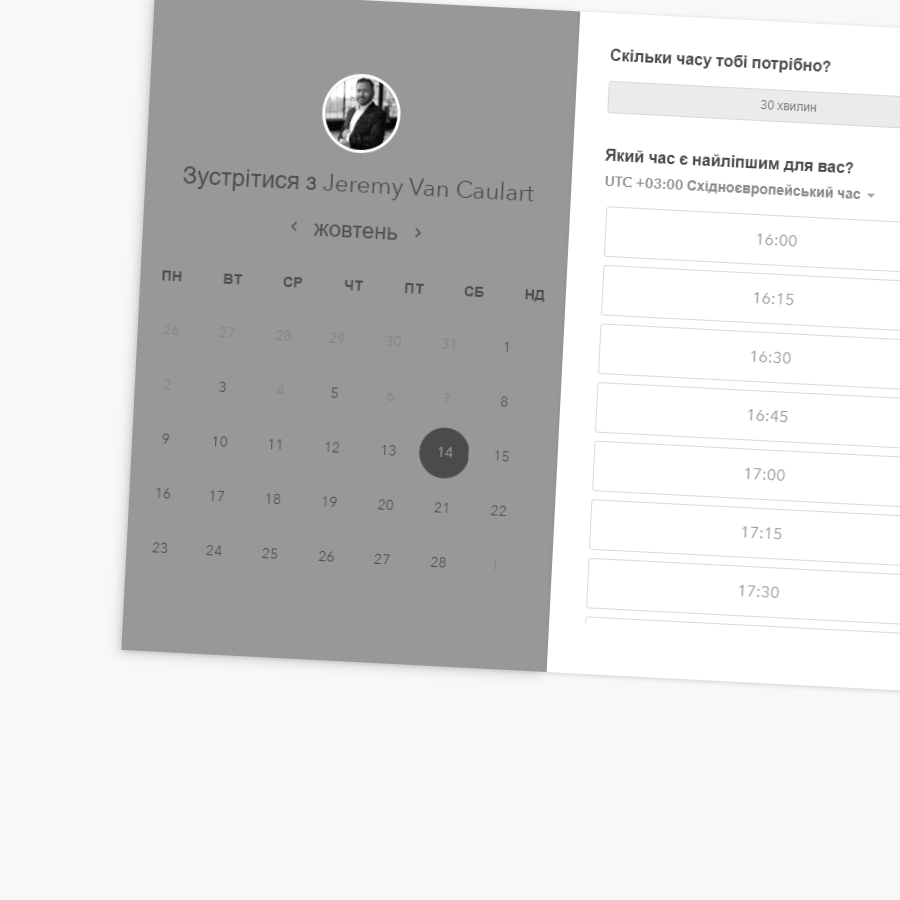 Зустрітися з Jeremy Van Caulart
жовтень
ПН ВТ СР ЧТ ПТ СБ НД
26 27 28 29 30 31 1
2 3 4 5 6 7 8
9 10 11 12 13 14 15
16 17 18 19 20 21 22
23 24 25 26 27 28 1
Скільки часу тобі потрібно?
30 хвилин
Який час є найліпшим для вас?
UTC +03:00 Східноєвропейський час
16:00
16:15
16:30
16:45
17:00
17:15
17:30